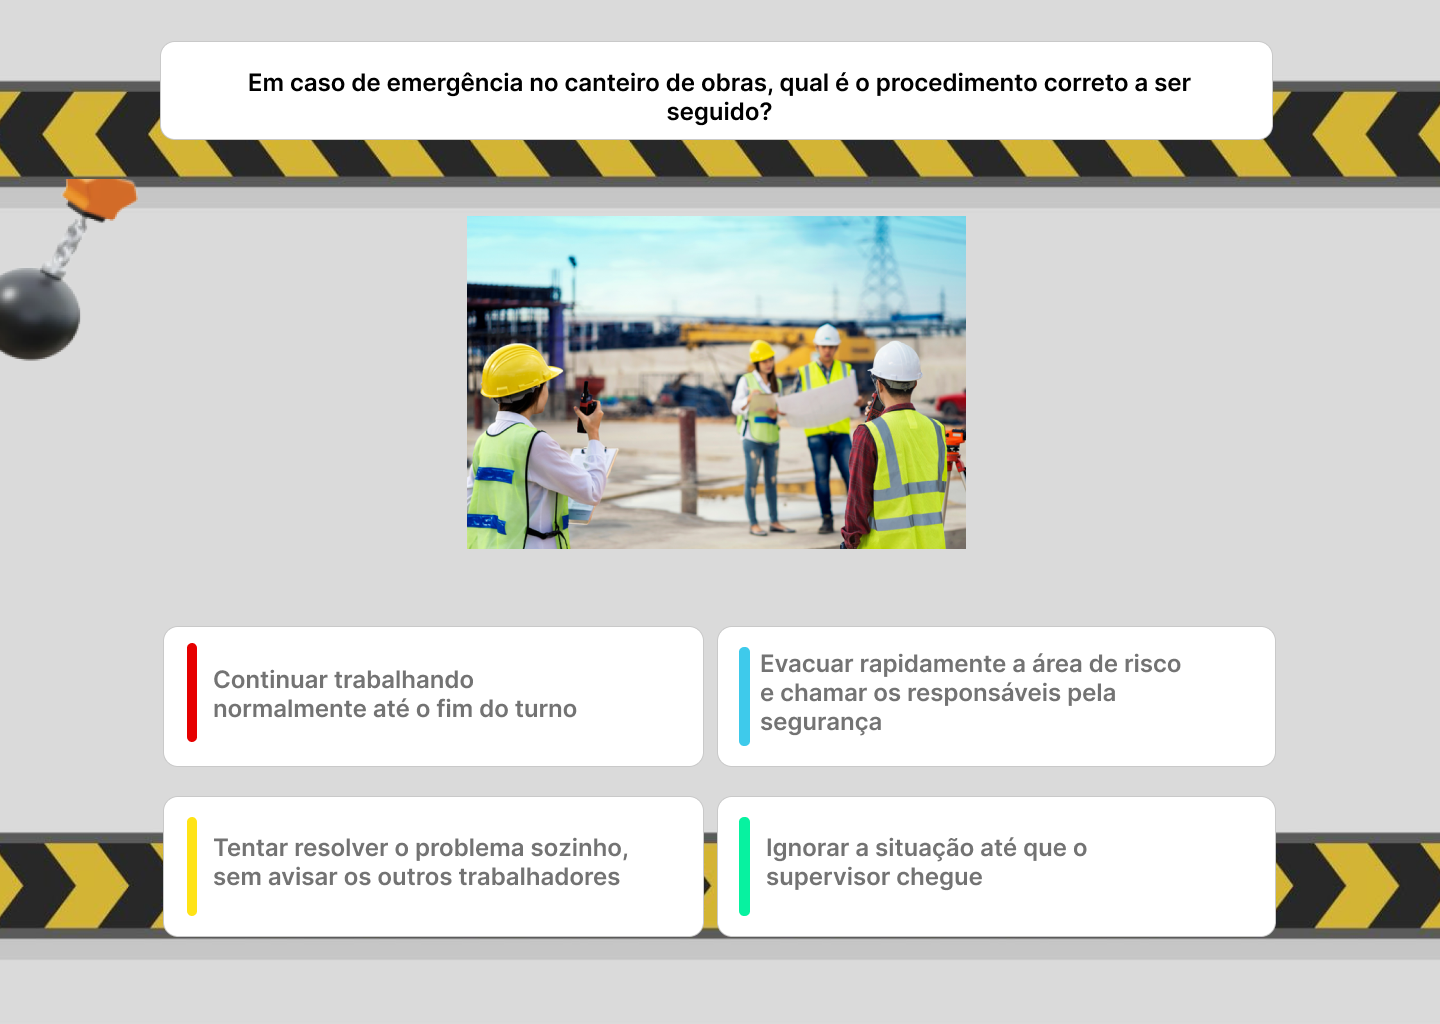 Em caso de emergência no canteiro de obras, qual é o procedimento correto a ser
seguido?
Continuar trabalhando
normalmente até o fim do turno
Evacuar rapidamente a área de risco
e chamar os responsáveis pela
segurança
Tentar resolver o problema sozinho,
sem avisar os outros trabalhadores
Ignorar a situação até que o
supervisor chegue